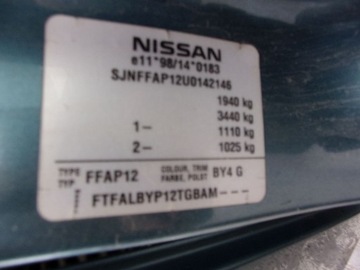 NISSAN
e11*98/14*0183
SJNFFAP12U0142146
1940 kg
3440 kg
1- 1110 kg
2- 1025 kg
TYPE TYP FFAP12 COLOUR, TRIM FARBE, POLST BY4 G
FTFALBYP12TGBAM---